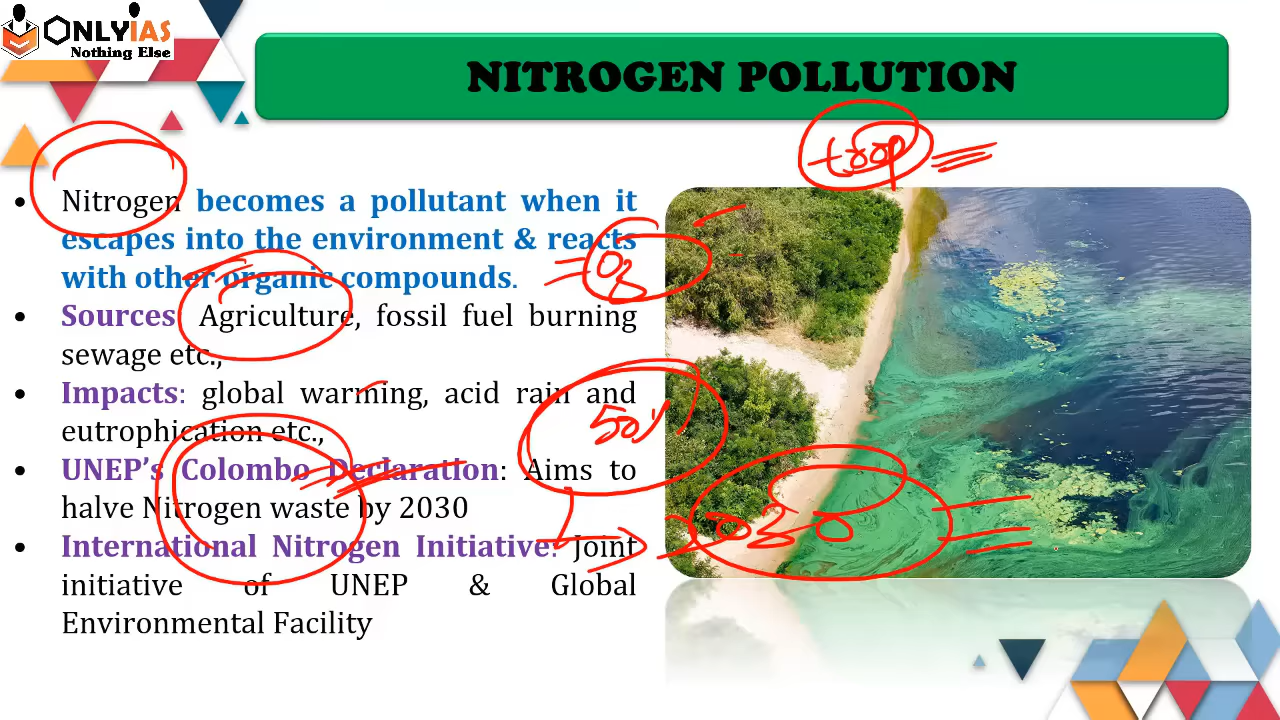 ONLYIAS
Nothing Else
NITROGEN POLLUTION
trop
• Nitrogen becomes a pollutant when it
escapes into the environment & reacts
with other organic compounds.
O3
• Sources Agriculture, fossil fuel burning
sewage etc.,
• Impacts: global warming, acid rain and
eutrophication etc.,
50%
• UNEP's Colombo Declaration: Aims to
halve Nitrogen waste by 2030
2030
• International Nitrogen Initiative: Joint
initiative of UNEP & Global
Environmental Facility